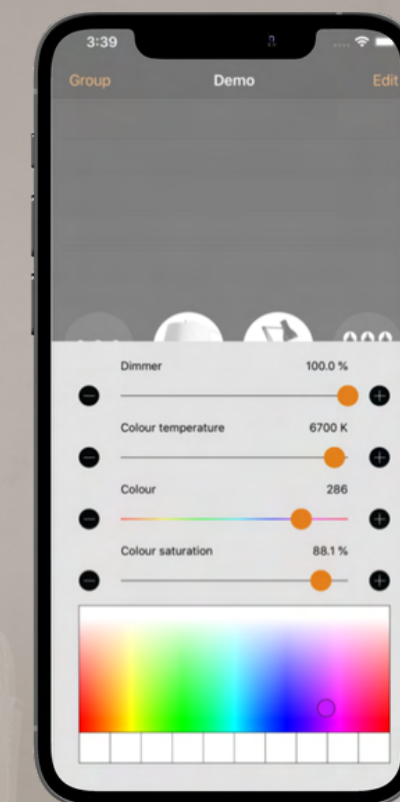 3:39
Group Demo Edit
Dimmer 100.0 %
Colour temperature 6700 K
Colour 286
Colour saturation 88.1 %